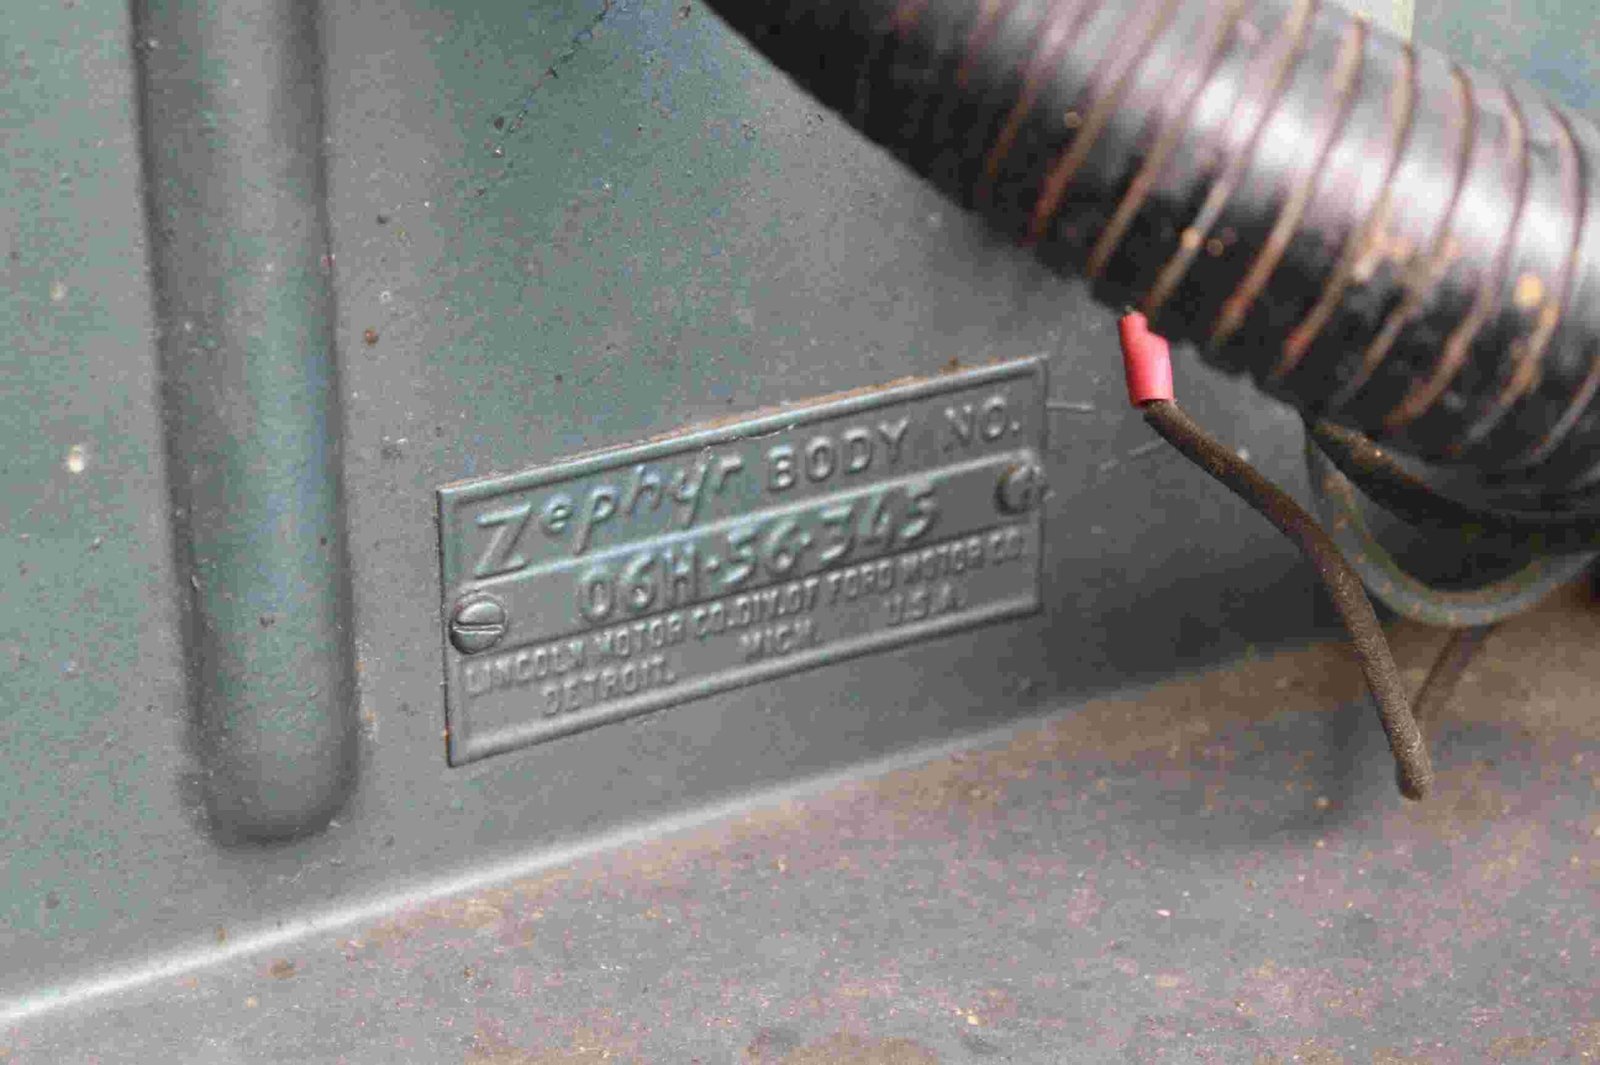 Zephyr BODY NO.
06H·56·345
LINCOLN MOTOR CO.DIV.OF FORD MOTOR CO
DETROIT. MICH. U.S.A.